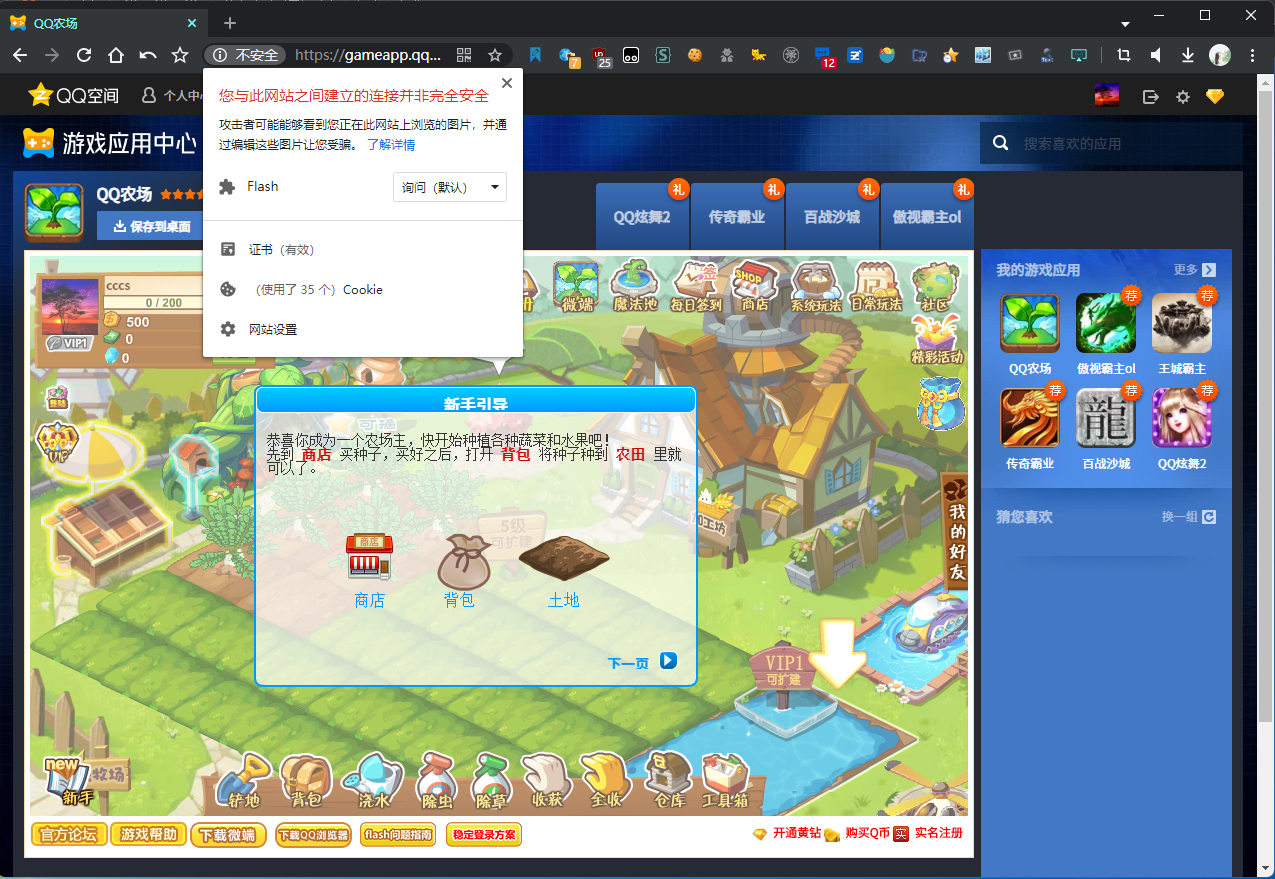 QQ农场
不安全
https://gameapp.qq...
7
25
12
QQ空间
个人中
您与此网站之间建立的连接并非完全安全
攻击者可能能够看到您正在此网站上浏览的图片，并通
过编辑这些图片让您受骗。 了解详情
Flash
询问（默认）
证书（有效）
（使用了 35 个）Cookie
网站设置
游戏应用中心
搜索喜欢的应用
QQ农场
保存到桌面
礼
礼
礼
礼
QQ炫舞2
传奇霸业
百战沙城
傲视霸主ol
cccs
0 / 200
500
0
0
VIP1
微端
魔法池
每日签到
商店
系统玩法
日常玩法
社区
SHOP
精彩活动
我的游戏应用
更多
荐
荐
QQ农场
傲视霸主ol
王城霸主
荐
荐
荐
传奇霸业
百战沙城
QQ炫舞2
猜您喜欢
换一组
新手引导
恭喜你成为一个农场主，快开始种植各种蔬菜和水果吧！
先到 商店 买种子，买好之后，打开 背包 将种子种到 农田 里就
可以了。
5级
可扩建
商店
商店
背包
土地
下一页
加工坊
我的好友
VIP1
可扩建
new
新手
牧场
铲地
背包
浇水
除虫
除草
收获
全收
仓库
工具箱
官方论坛
游戏帮助
下载微端
下载QQ浏览器
flash问题指南
稳定登录方案
开通黄钻
购买Q币
实
实名注册